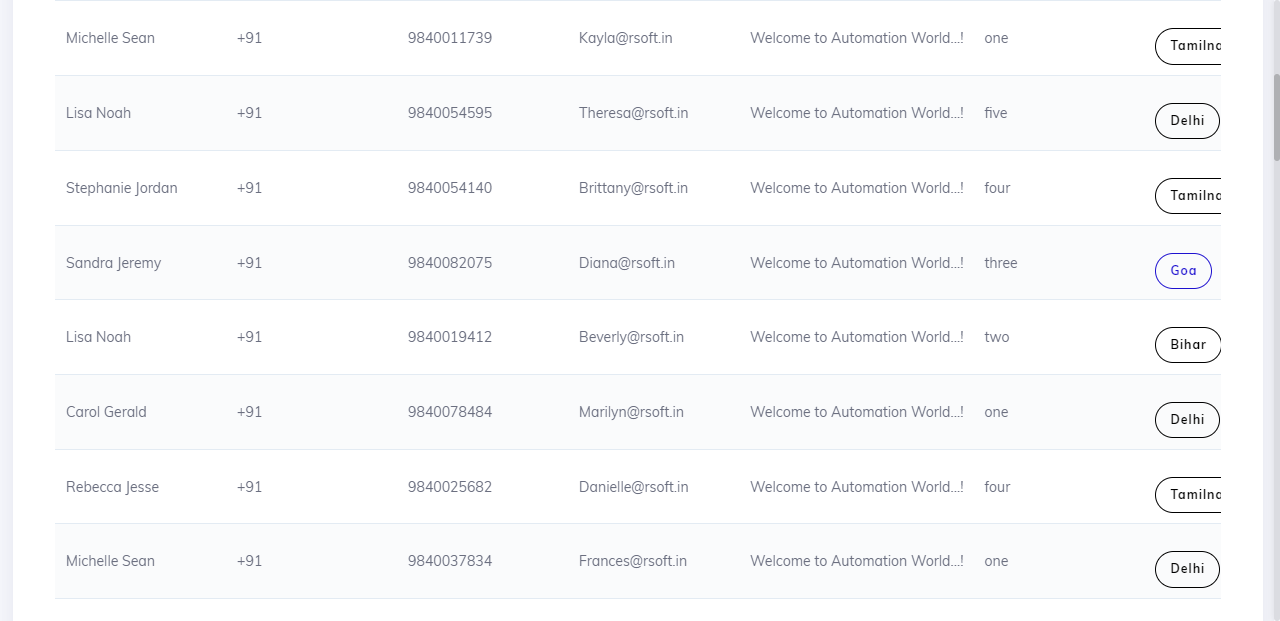 Michelle Sean +91 9840011739 Kayla@rsoft.in Welcome to Automation World...! one
Lisa Noah +91 9840054595 Theresa@rsoft.in Welcome to Automation World...! five Delhi
Stephanie Jordan +91 9840054140 Brittany@rsoft.in Welcome to Automation World...! four
Sandra Jeremy +91 9840082075 Diana@rsoft.in Welcome to Automation World...! three Goa
Lisa Noah +91 9840019412 Beverly@rsoft.in Welcome to Automation World...! two Bihar
Carol Gerald +91 9840078484 Marilyn@rsoft.in Welcome to Automation World...! one Delhi
Rebecca Jesse +91 9840025682 Danielle@rsoft.in Welcome to Automation World...! four
Michelle Sean +91 9840037834 Frances@rsoft.in Welcome to Automation World...! one Delhi